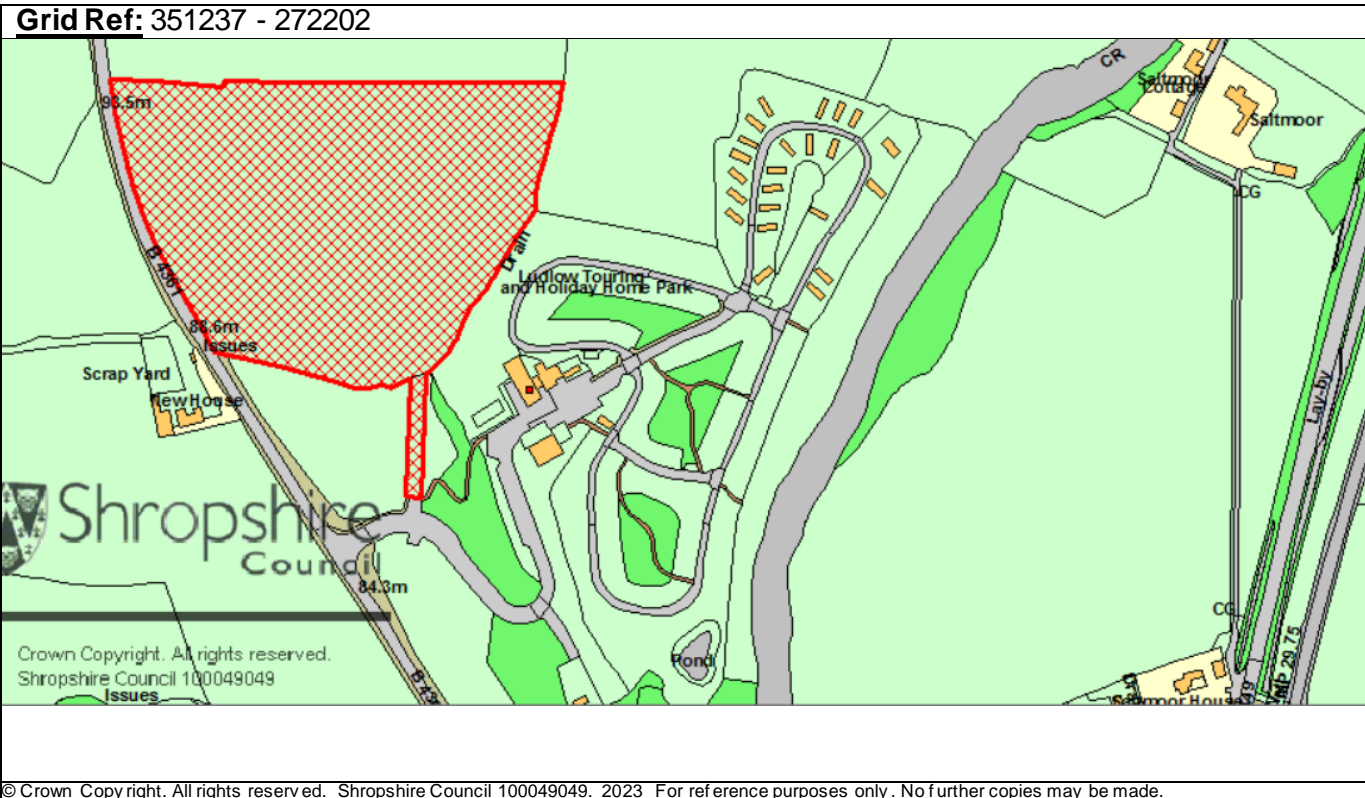 Grid Ref: 351237 - 272202
CR
Saltmoor
Cottage
93.5m
Saltmoor
CG
Drain
B 4361
Ludlow Touring
and Holiday Home Park
88.6m
Issues
Scrap Yard
New House
Lay-by
Shropshire
Council
84.3m
CG
MP 29.75
Crown Copyright. All rights reserved.
Shropshire Council 100049049
Pond
Issues
Saltmoor House
© Crown Copyright. All rights reserved. Shropshire Council 100049049. 2023 For reference purposes only. No further copies may be made.